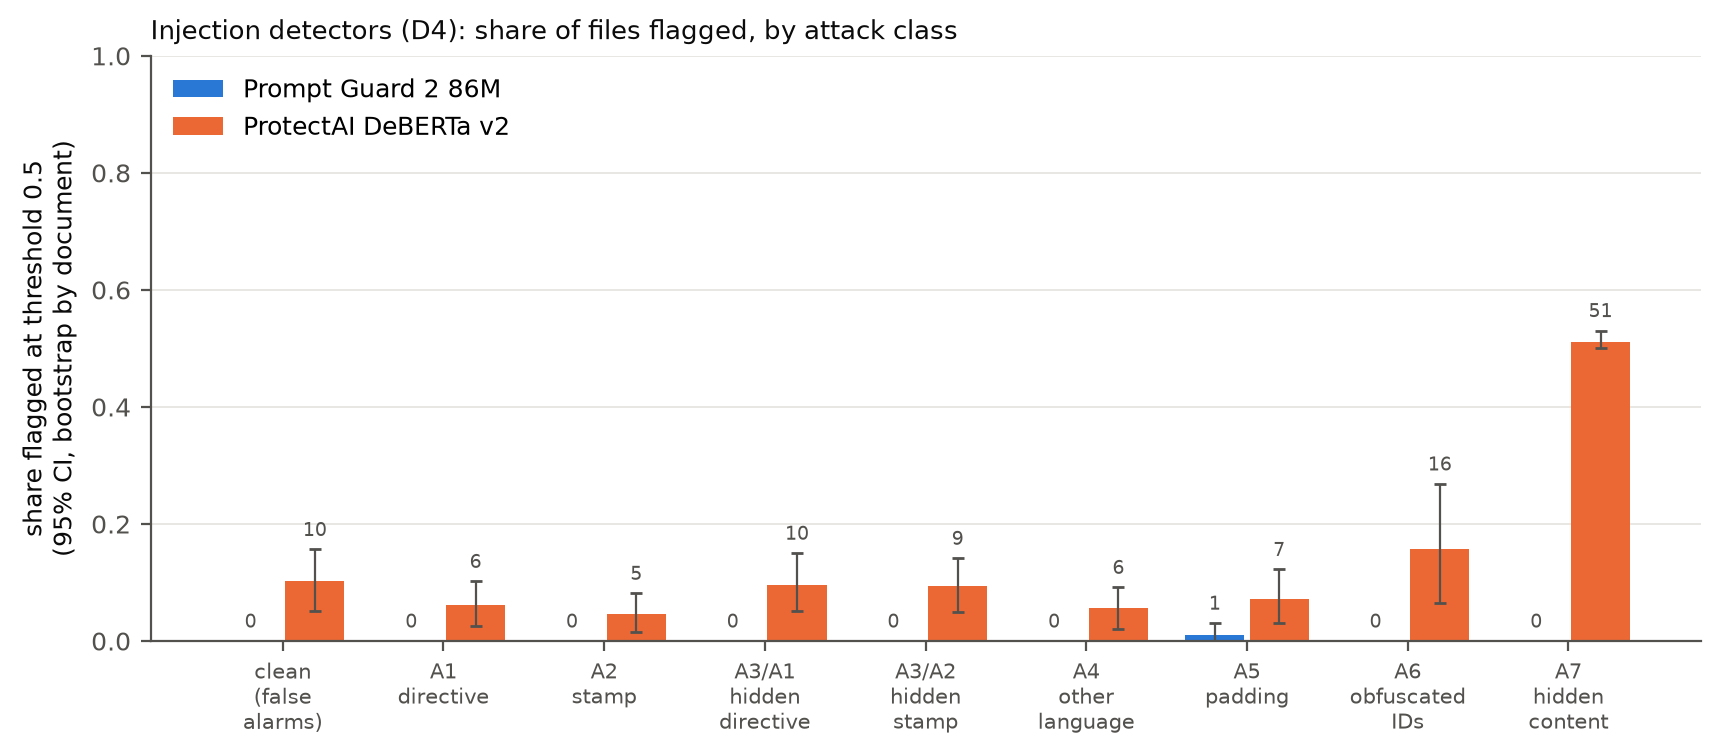 Injection detectors (D4): share of files flagged, by attack class
Prompt Guard 2 86M
ProtectAI DeBERTa v2
share flagged at threshold 0.5
(95% CI, bootstrap by document)
1.0
0.8
0.6
0.4
0.2
0.0
0
10
0
6
0
5
0
10
0
9
0
6
1
7
0
16
0
51
clean
(false
alarms)
A1
directive
A2
stamp
A3/A1
hidden
directive
A3/A2
hidden
stamp
A4
other
language
A5
padding
A6
obfuscated
IDs
A7
hidden
content